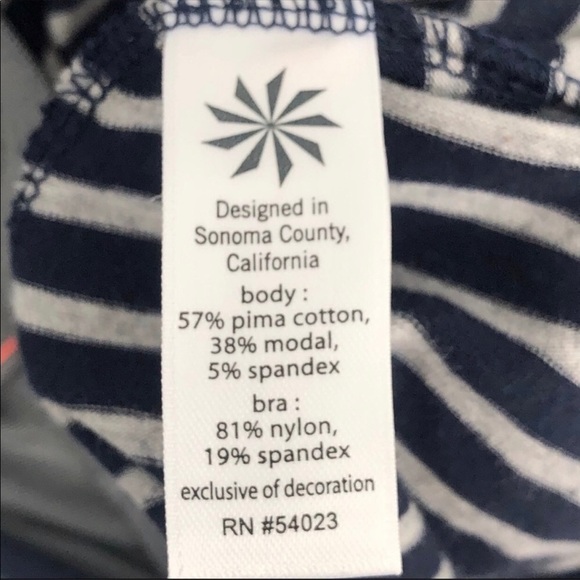 Designed in
Sonoma County,
California
body :
57% pima cotton,
38% modal,
5% spandex
bra :
81% nylon,
19% spandex
exclusive of decoration
RN #54023